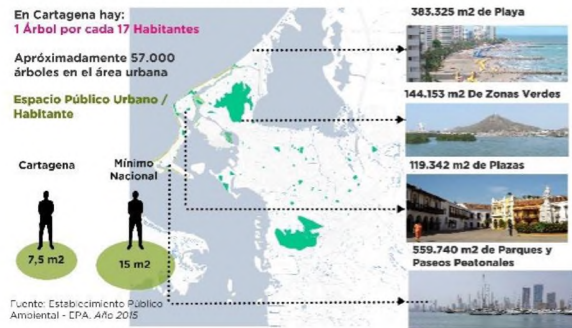 En Cartagena hay:
1 Árbol por cada 17 Habitantes
Apróximadamente 57.000
árboles en el área urbana
Espacio Público Urbano /
Habitante
Cartagena
Mínimo
Nacional
7,5 m2
15 m2
Fuente: Establecimiento Público
Ambiental - EPA. Año 2015
383.325 m2 de Playa
144.153 m2 De Zonas Verdes
119.342 m2 de Plazas
559.740 m2 de Parques y
Paseos Peatonales